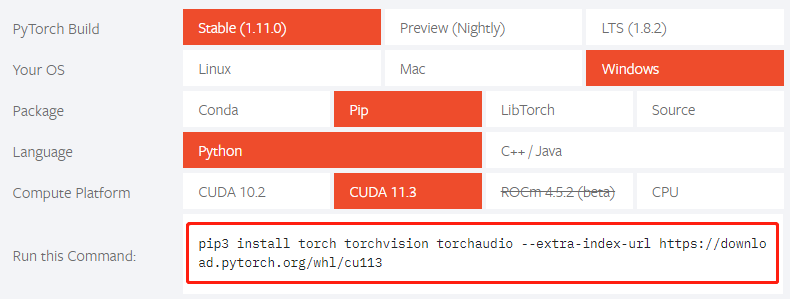 PyTorch Build Stable (1.11.0) Preview (Nightly) LTS (1.8.2)
Your OS Linux Mac Windows
Package Conda Pip LibTorch Source
Language Python C++ / Java
Compute Platform CUDA 10.2 CUDA 11.3 ROCm 4.5.2 (beta) CPU
Run this Command: pip3 install torch torchvision torchaudio --extra-index-url https://downlo
ad.pytorch.org/whl/cu113